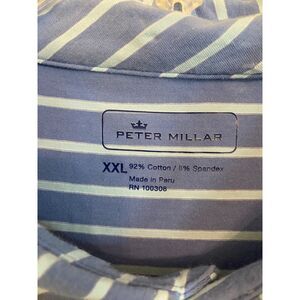 PETER MILLAR
XXL 92% Cotton / 8% Spandex
Made in Peru
RN 100306